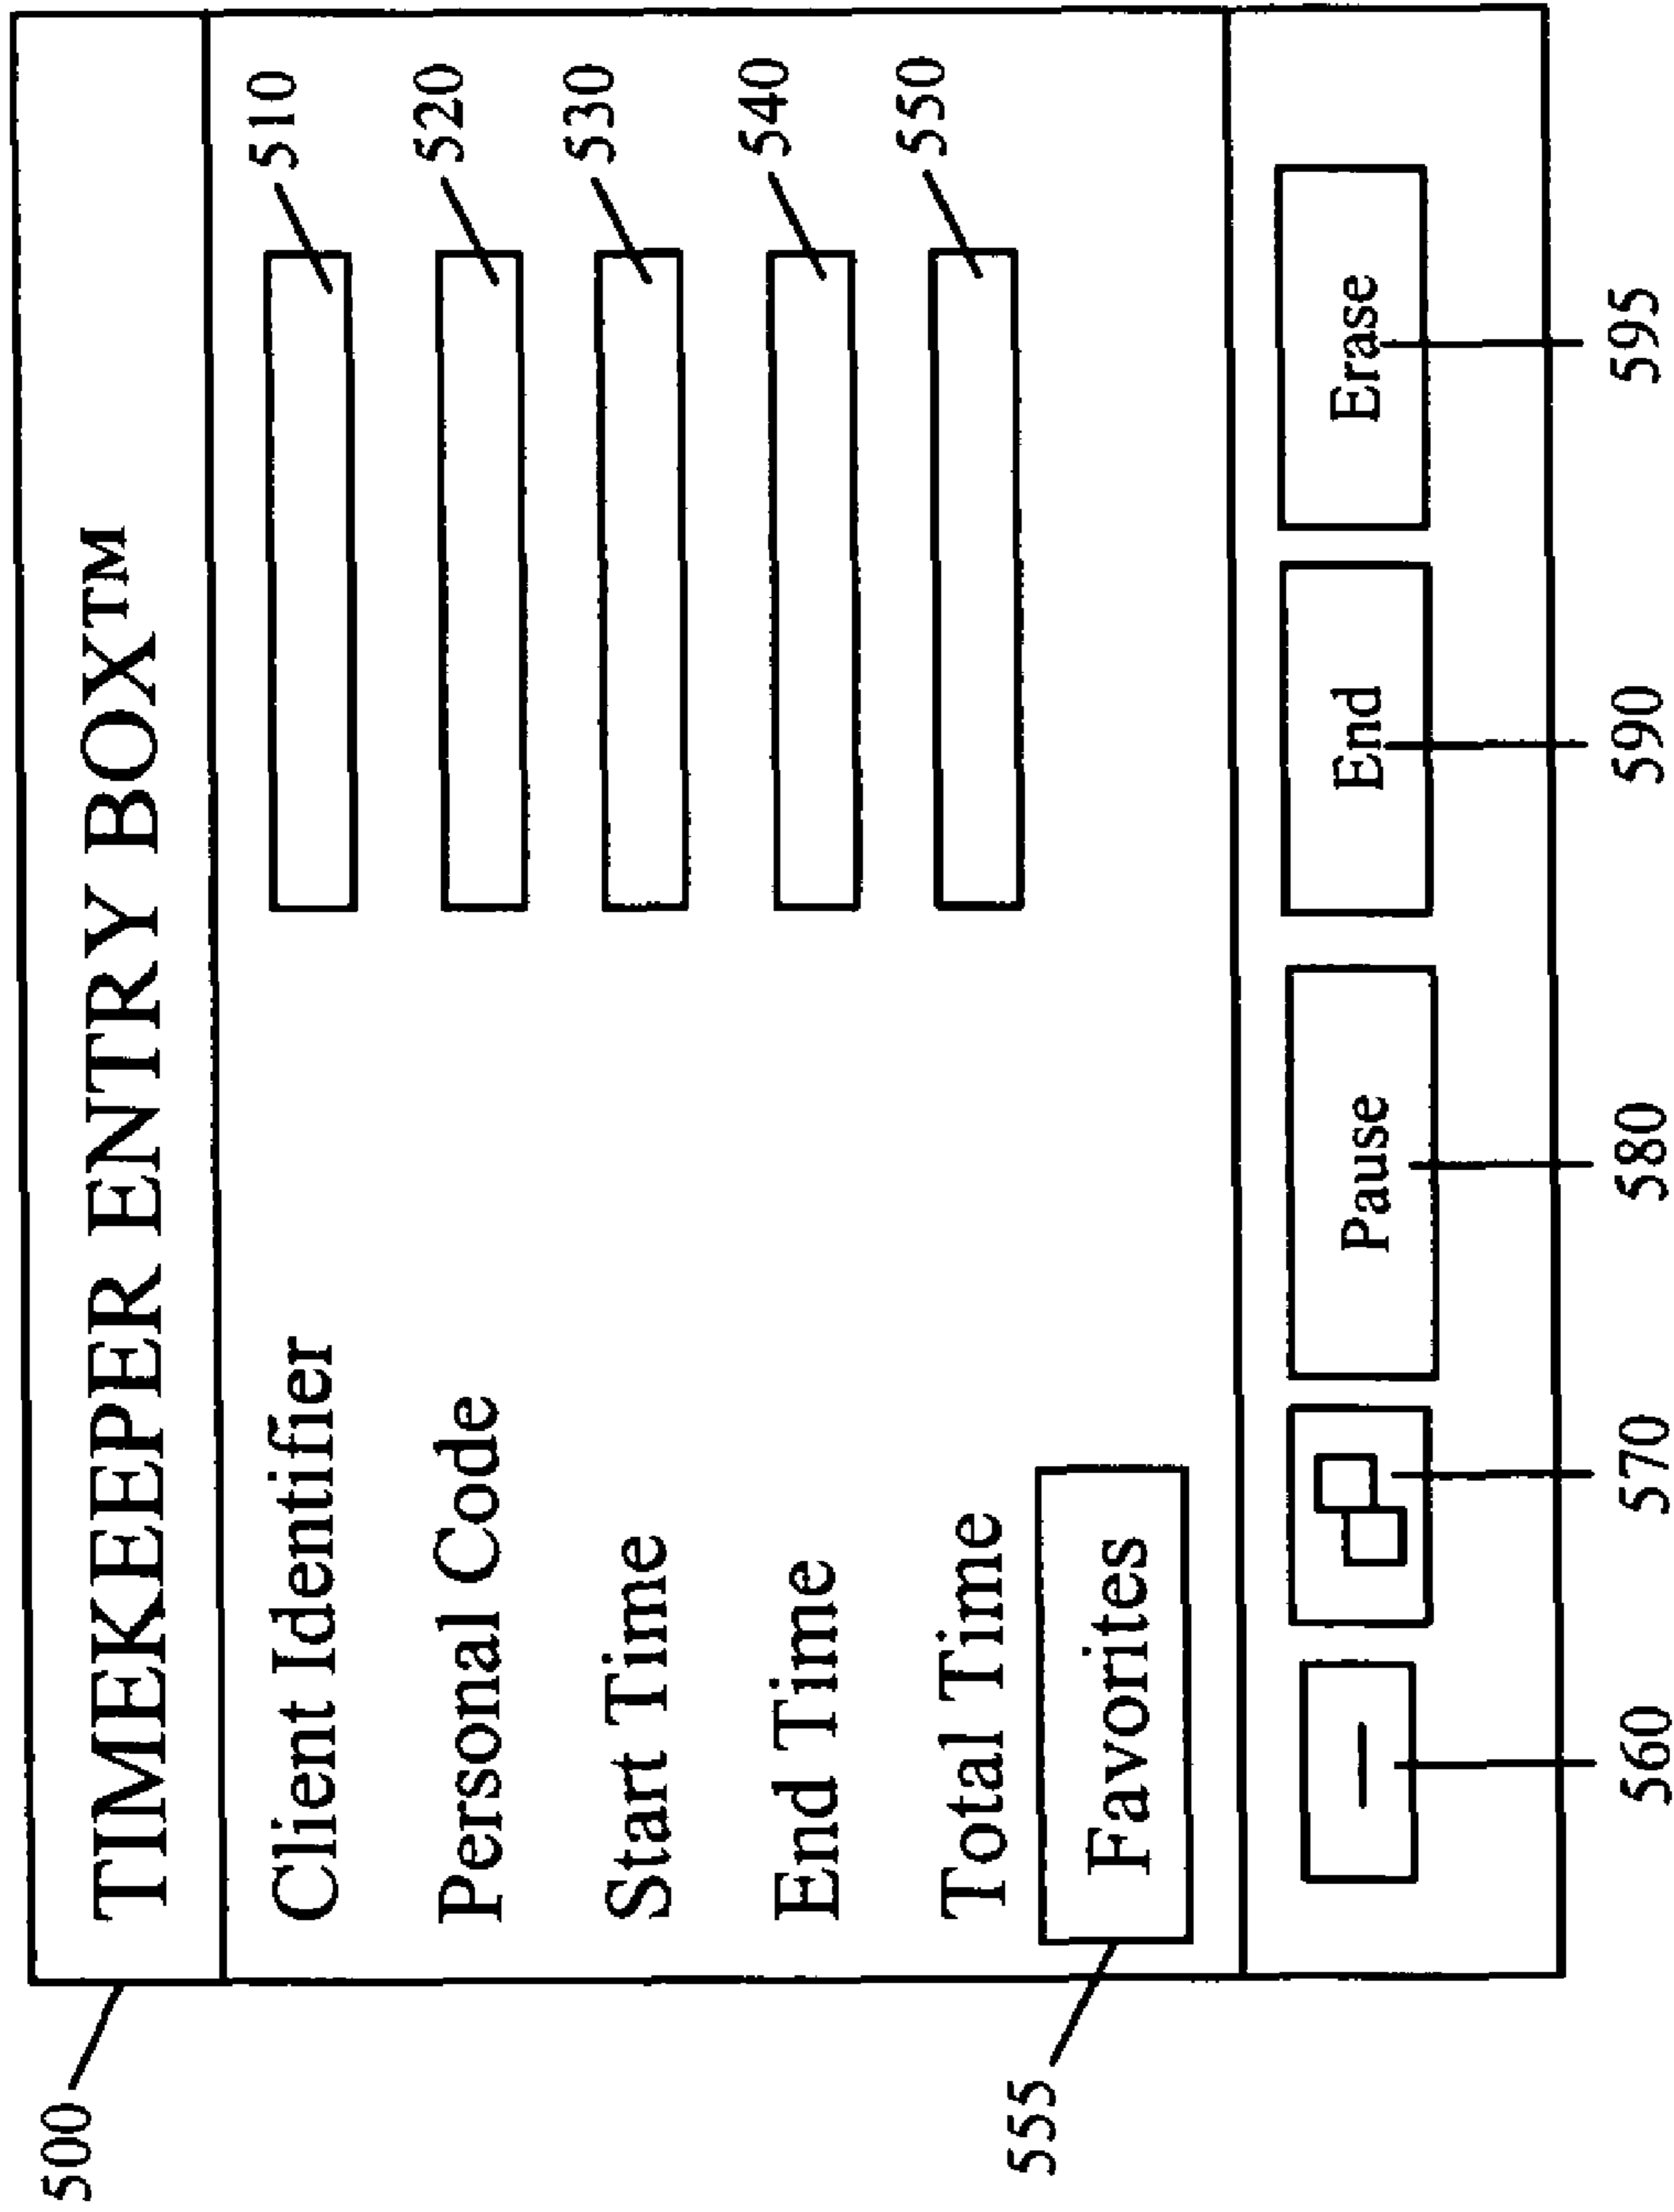 500
TIMEKEEPER ENTRY BOX™
Client Identifier 510
Personal Code 520
Start Time 530
End Time 540
Total Time 550
555 Favorites
Pause End Erase
560 570 580 590 595